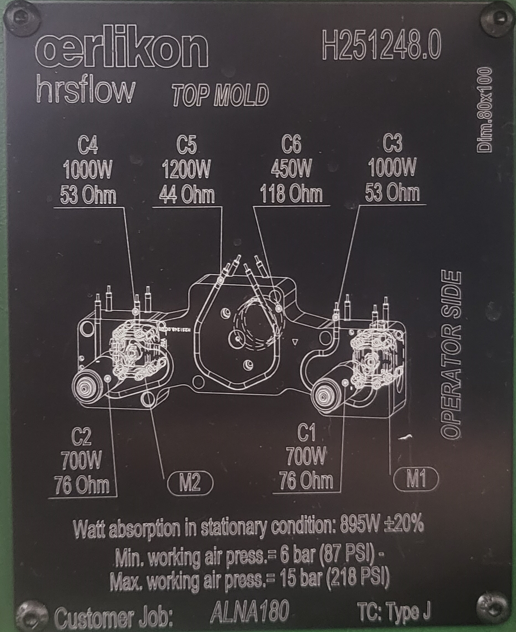 œrlikon
hrsflow
TOP MOLD
H251248.0
Dim.80x100
C4
1000W
53 Ohm
C5
1200W
44 Ohm
C6
450W
118 Ohm
C3
1000W
53 Ohm
OPERATOR SIDE
C2
700W
76 Ohm
M2
C1
700W
76 Ohm
M1
Watt absorption in stationary condition: 895W ±20%
Min. working air press.= 6 bar (87 PSI) -
Max. working air press.= 15 bar (218 PSI)
Customer Job: ALNA180 TC: Type J